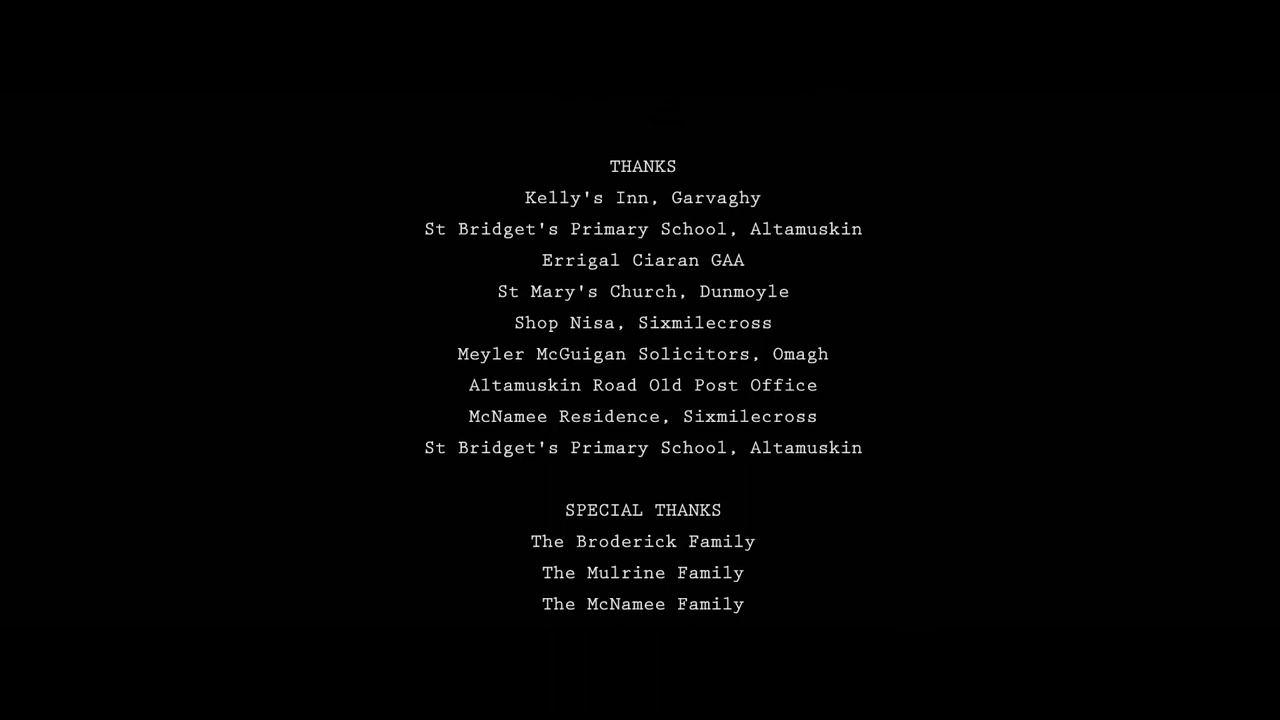 THANKS
Kelly's Inn, Garvaghy
St Bridget's Primary School, Altamuskin
Errigal Ciaran GAA
St Mary's Church, Dunmoyle
Shop Nisa, Sixmilecross
Meyler McGuigan Solicitors, Omagh
Altamuskin Road Old Post Office
McNamee Residence, Sixmilecross
St Bridget's Primary School, Altamuskin
SPECIAL THANKS
The Broderick Family
The Mulrine Family
The McNamee Family